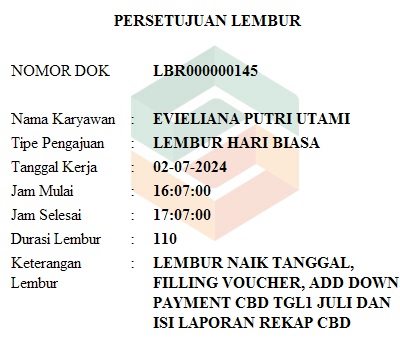 PERSETUJUAN LEMBUR
NOMOR DOK LBR000000145
Nama Karyawan : EVIELIANA PUTRI UTAMI
Tipe Pengajuan : LEMBUR HARI BIASA
Tanggal Kerja : 02-07-2024
Jam Mulai : 16:07:00
Jam Selesai : 17:07:00
Durasi Lembur : 110
Keterangan : LEMBUR NAIK TANGGAL,
Lembur FILLING VOUCHER, ADD DOWN
PAYMENT CBD TGL1 JULI DAN
ISI LAPORAN REKAP CBD